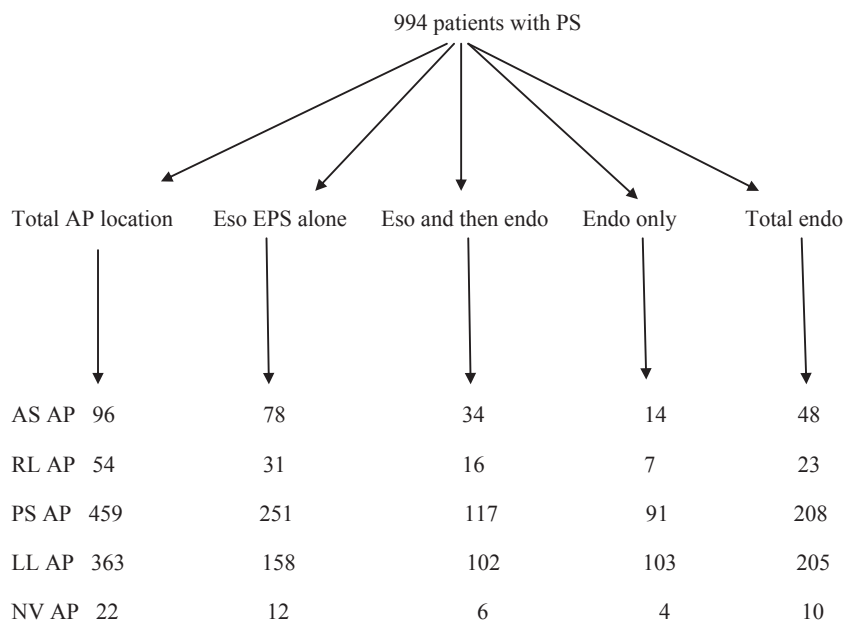 994 patients with PS
Total AP location Eso EPS alone Eso and then endo Endo only Total endo
AS AP 96 78 34 14 48
RL AP 54 31 16 7 23
PS AP 459 251 117 91 208
LL AP 363 158 102 103 205
NV AP 22 12 6 4 10